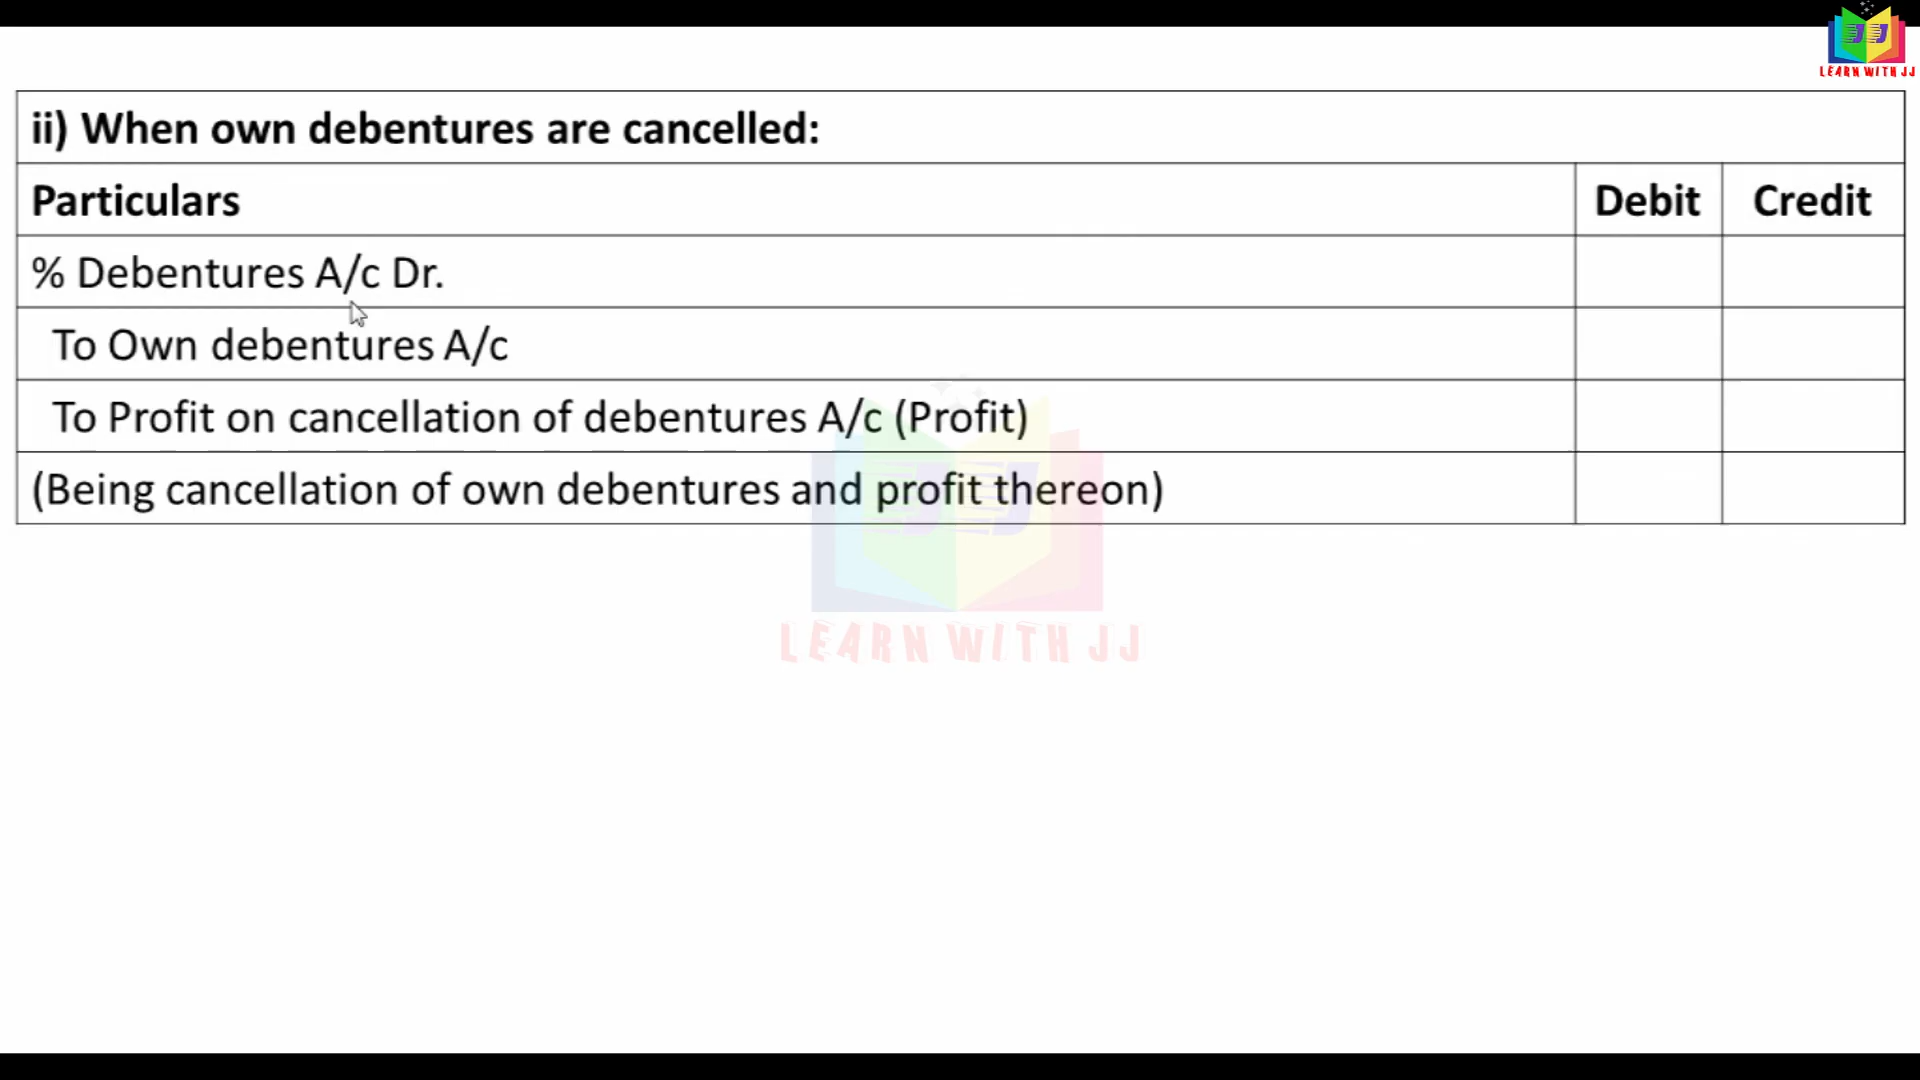 LEARN WITH JJ
ii) When own debentures are cancelled:
Particulars Debit Credit
% Debentures A/c Dr.
To Own debentures A/c
To Profit on cancellation of debentures A/c (Profit)
(Being cancellation of own debentures and profit thereon)
JJ
LEARN WITH JJ